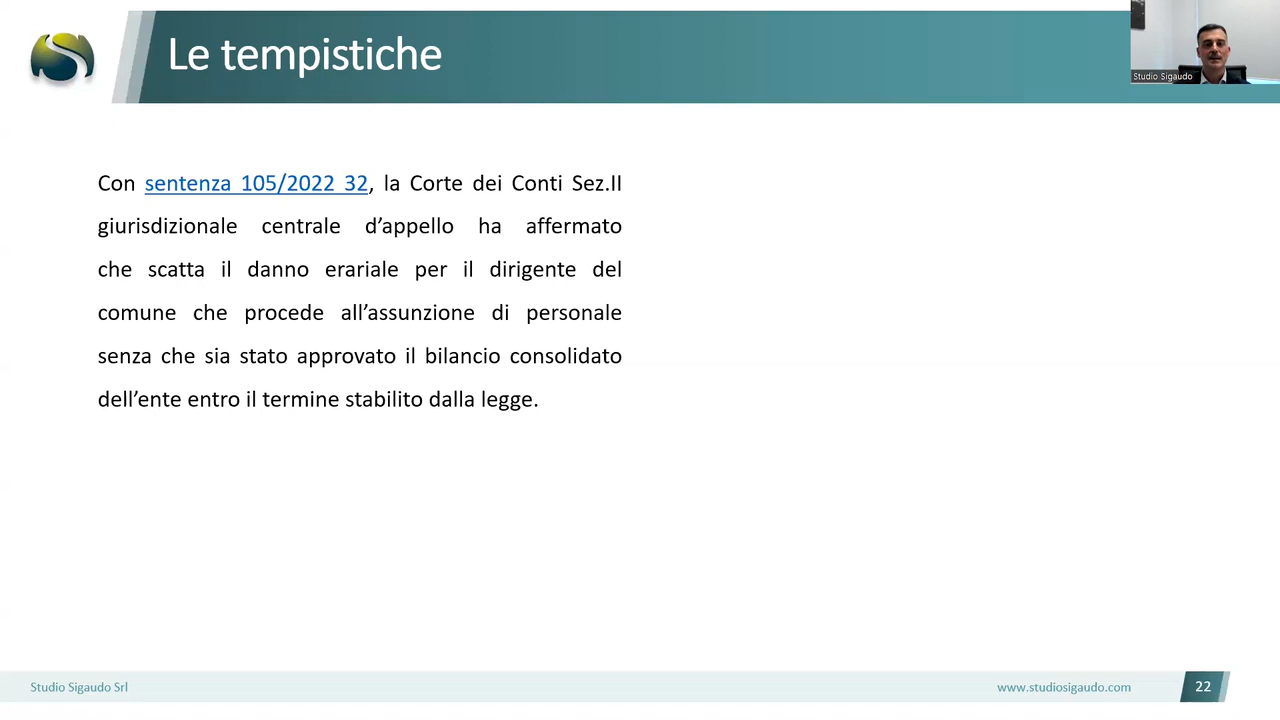 Le tempistiche
Studio Sigaudo
Con sentenza 105/2022 32, la Corte dei Conti Sez.II
giurisdizionale centrale d’appello ha affermato
che scatta il danno erariale per il dirigente del
comune che procede all’assunzione di personale
senza che sia stato approvato il bilancio consolidato
dell’ente entro il termine stabilito dalla legge.
Studio Sigaudo Srl
www.studiosigaudo.com
22